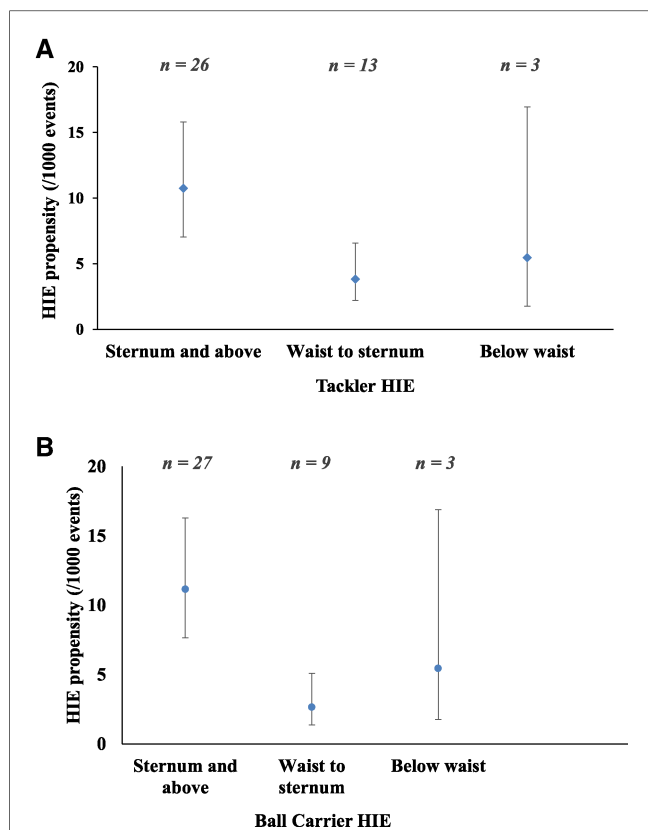 A
n = 26 n = 13 n = 3
20
15
10
5
0
HIE propensity (/1000 events)
Sternum and above Waist to sternum Below waist
Tackler HIE
B
n = 27 n = 9 n = 3
20
15
10
5
0
HIE propensity (/1000 events)
Sternum and above Waist to sternum Below waist
Ball Carrier HIE